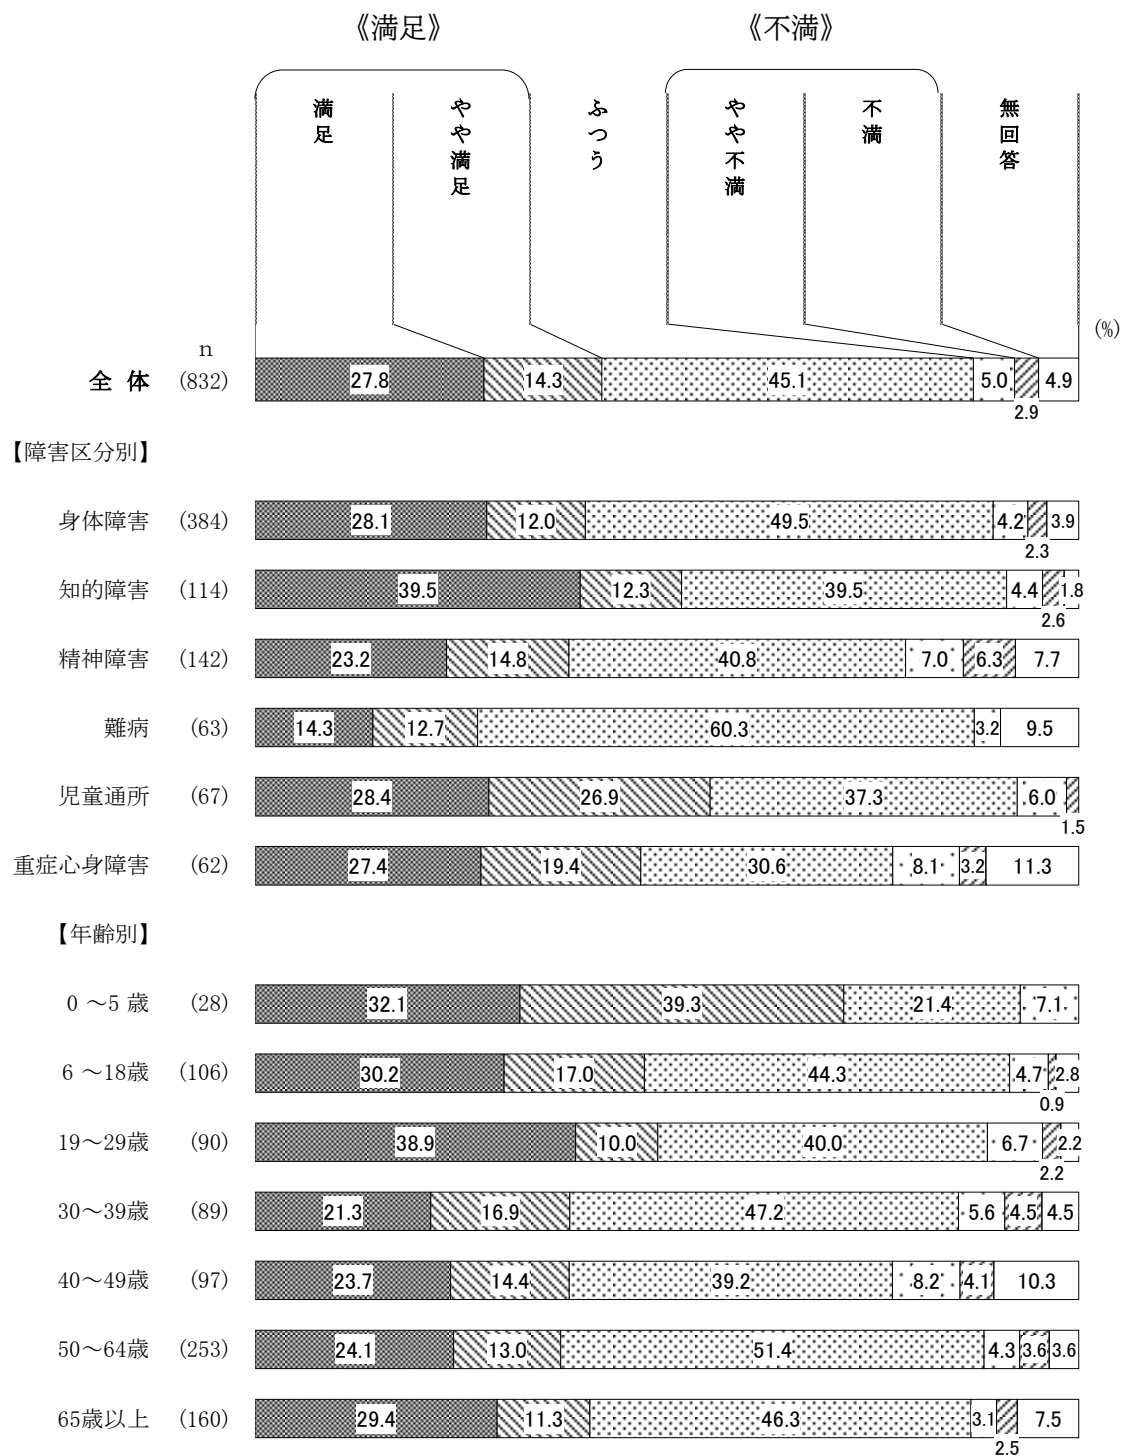 《満足》 《不満》
満足 やや満足 ふつう やや不満 不満 無回答
(%)
n
全 体 (832) 27.8 14.3 45.1 5.0 2.9 4.9
【障害区分別】
身体障害 (384) 28.1 12.0 49.5 4.2 2.3 3.9
知的障害 (114) 39.5 12.3 39.5 4.4 2.6 1.8
精神障害 (142) 23.2 14.8 40.8 7.0 6.3 7.7
難病 (63) 14.3 12.7 60.3 3.2 9.5
児童通所 (67) 28.4 26.9 37.3 6.0 1.5
重症心身障害 (62) 27.4 19.4 30.6 8.1 3.2 11.3
【年齢別】
0 ～5 歳 (28) 32.1 39.3 21.4 7.1
6 ～18歳 (106) 30.2 17.0 44.3 4.7 0.9 2.8
19～29歳 (90) 38.9 10.0 40.0 6.7 2.2 2.2
30～39歳 (89) 21.3 16.9 47.2 5.6 4.5 4.5
40～49歳 (97) 23.7 14.4 39.2 8.2 4.1 10.3
50～64歳 (253) 24.1 13.0 51.4 4.3 3.6 3.6
65歳以上 (160) 29.4 11.3 46.3 3.1 2.5 7.5